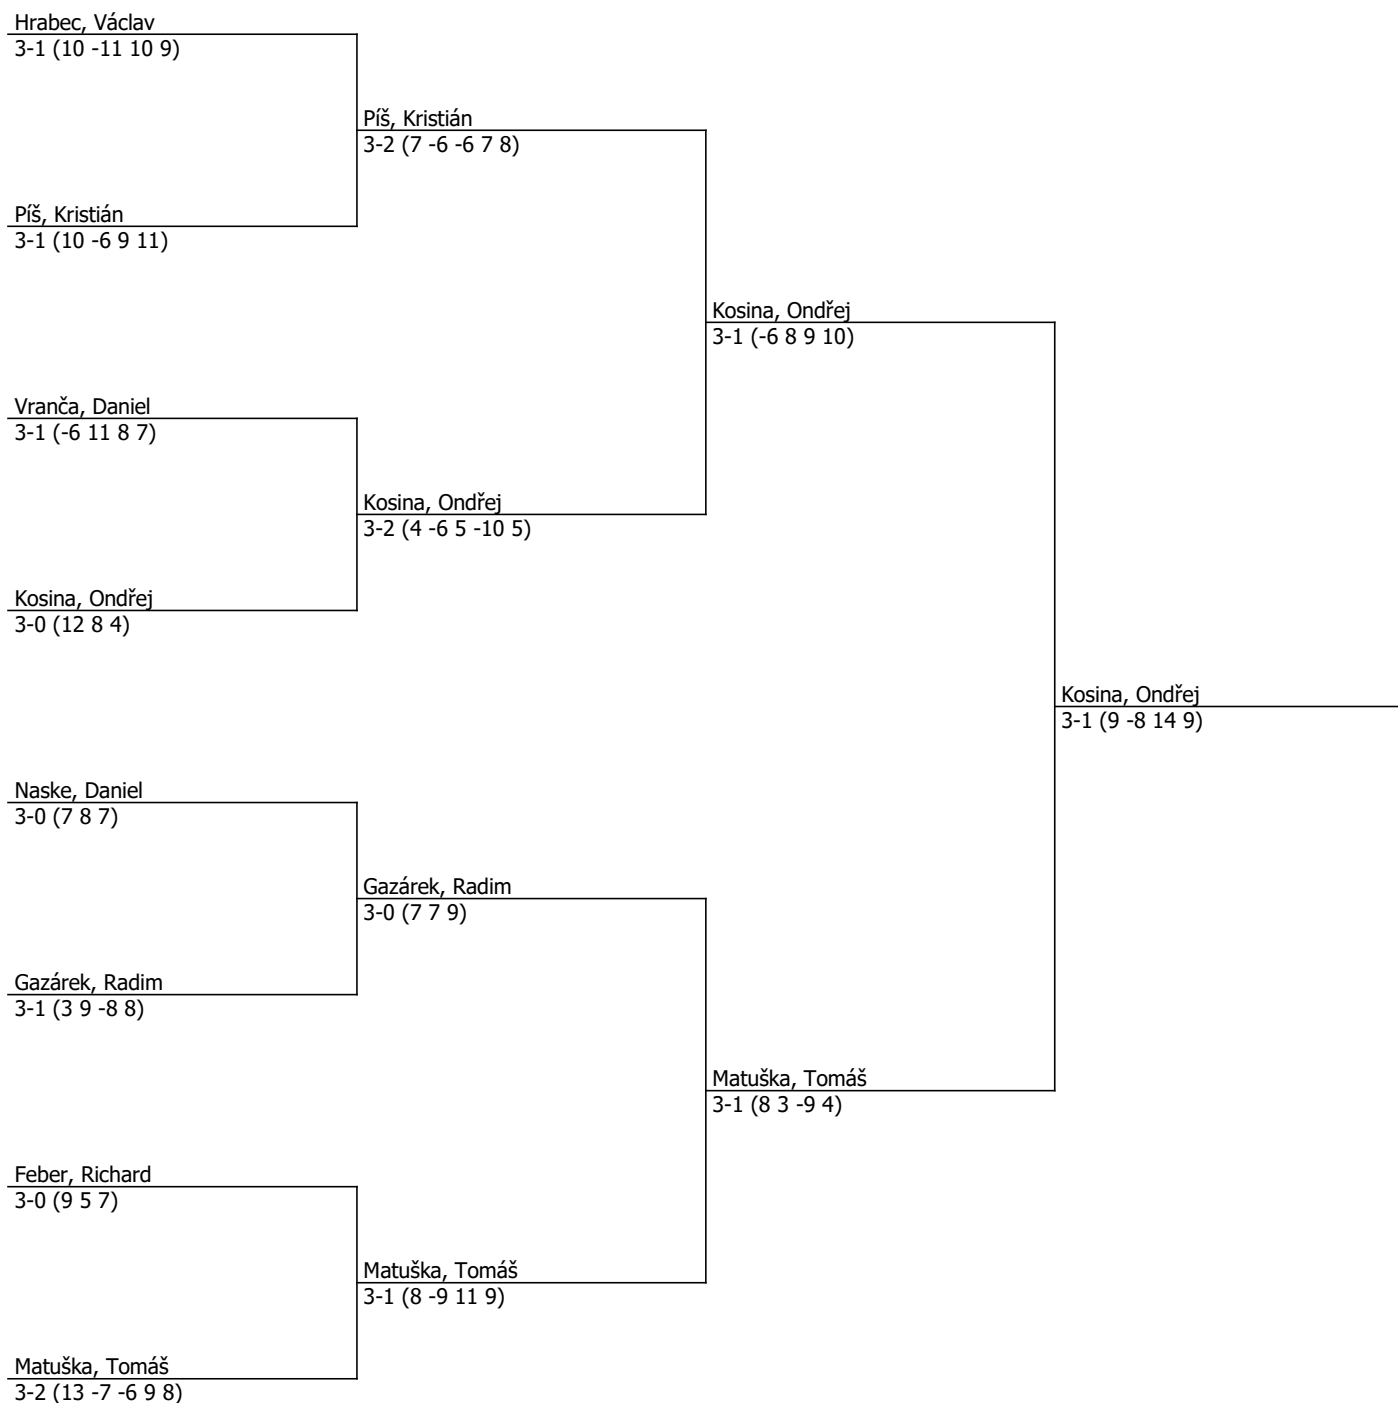 Hrabec, Václav
3-1 (10 -11 10 9)
Píš, Kristián
3-2 (7 -6 -6 7 8)
Píš, Kristián
3-1 (10 -6 9 11)
Kosina, Ondřej
3-1 (-6 8 9 10)
Vranča, Daniel
3-1 (-6 11 8 7)
Kosina, Ondřej
3-2 (4 -6 5 -10 5)
Kosina, Ondřej
3-0 (12 8 4)
Kosina, Ondřej
3-1 (9 -8 14 9)
Naske, Daniel
3-0 (7 8 7)
Gazárek, Radim
3-0 (7 7 9)
Gazárek, Radim
3-1 (3 9 -8 8)
Matuška, Tomáš
3-1 (8 3 -9 4)
Feber, Richard
3-0 (9 5 7)
Matuška, Tomáš
3-1 (8 -9 11 9)
Matuška, Tomáš
3-2 (13 -7 -6 9 8)